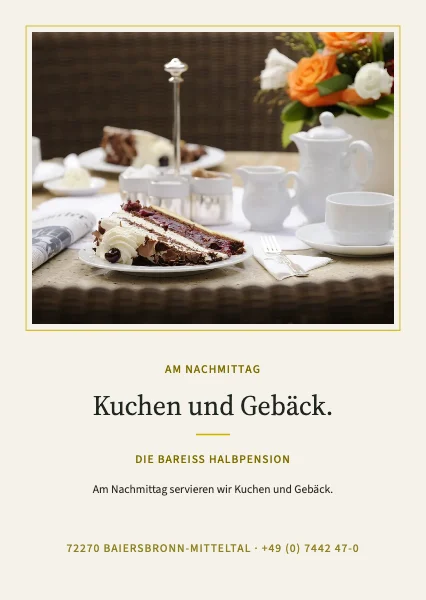 AM NACHMITTAG
Kuchen und Gebäck.
DIE BAREISS HALBPENSION
Am Nachmittag servieren wir Kuchen und Gebäck.
72270 BAIERSBRONN-MITTELTAL · +49 (0) 7442 47-0